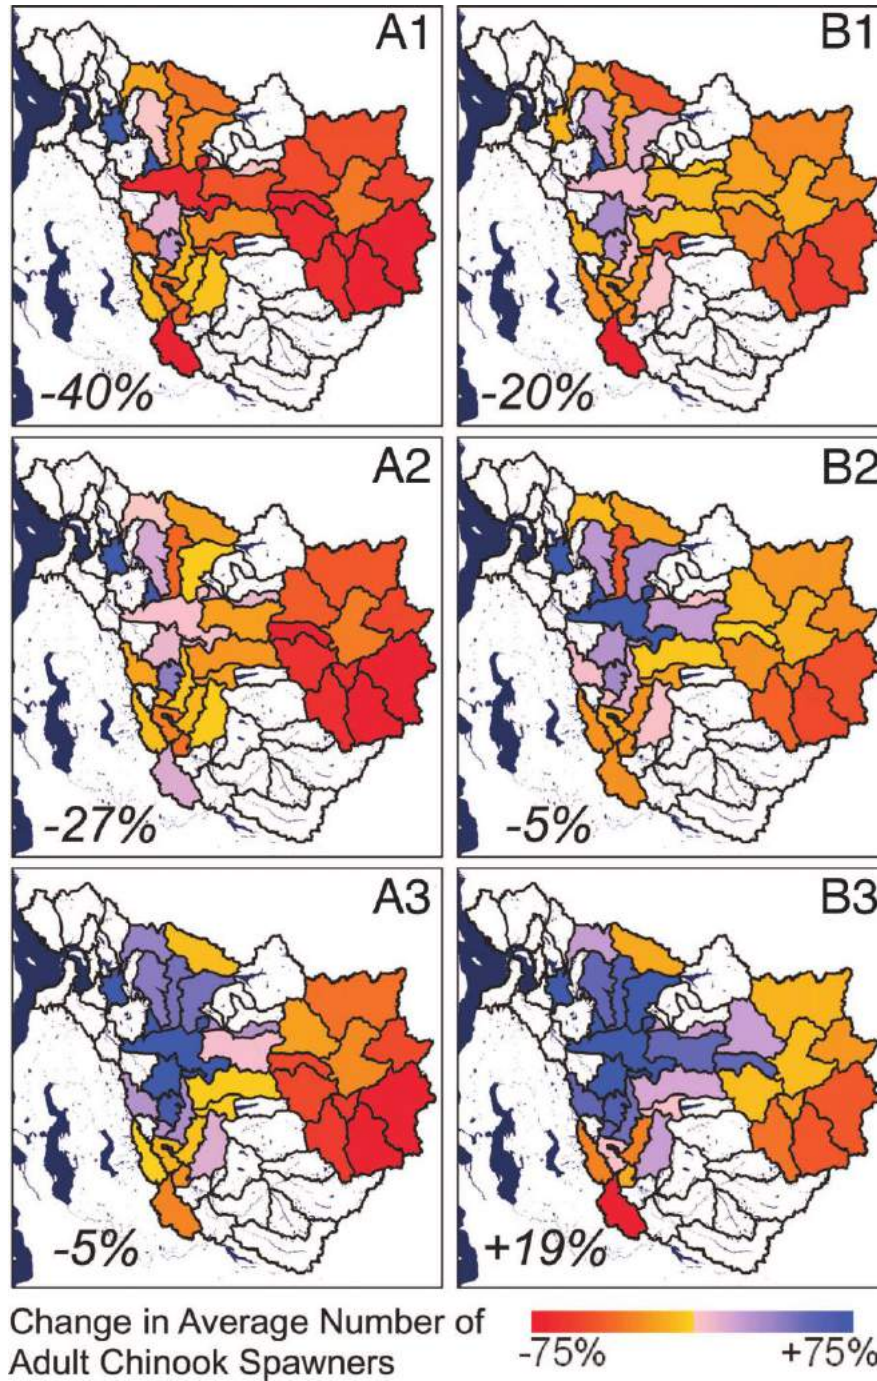 A1
B1
-40%
-20%
A2
B2
-27%
-5%
A3
B3
-5%
+19%
Change in Average Number of
Adult Chinook Spawners
-75%
+75%